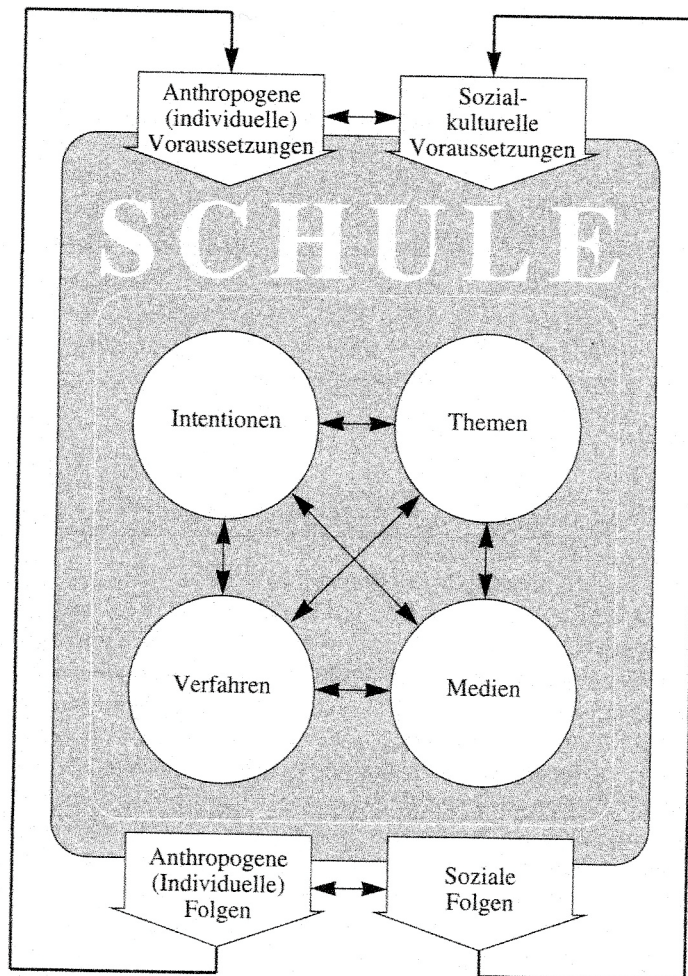 Anthropogene
(individuelle)
Voraussetzungen
Sozial-
kulturelle
Voraussetzungen
SCHULE
Intentionen
Themen
Verfahren
Medien
Anthropogene
(Individuelle)
Folgen
Soziale
Folgen